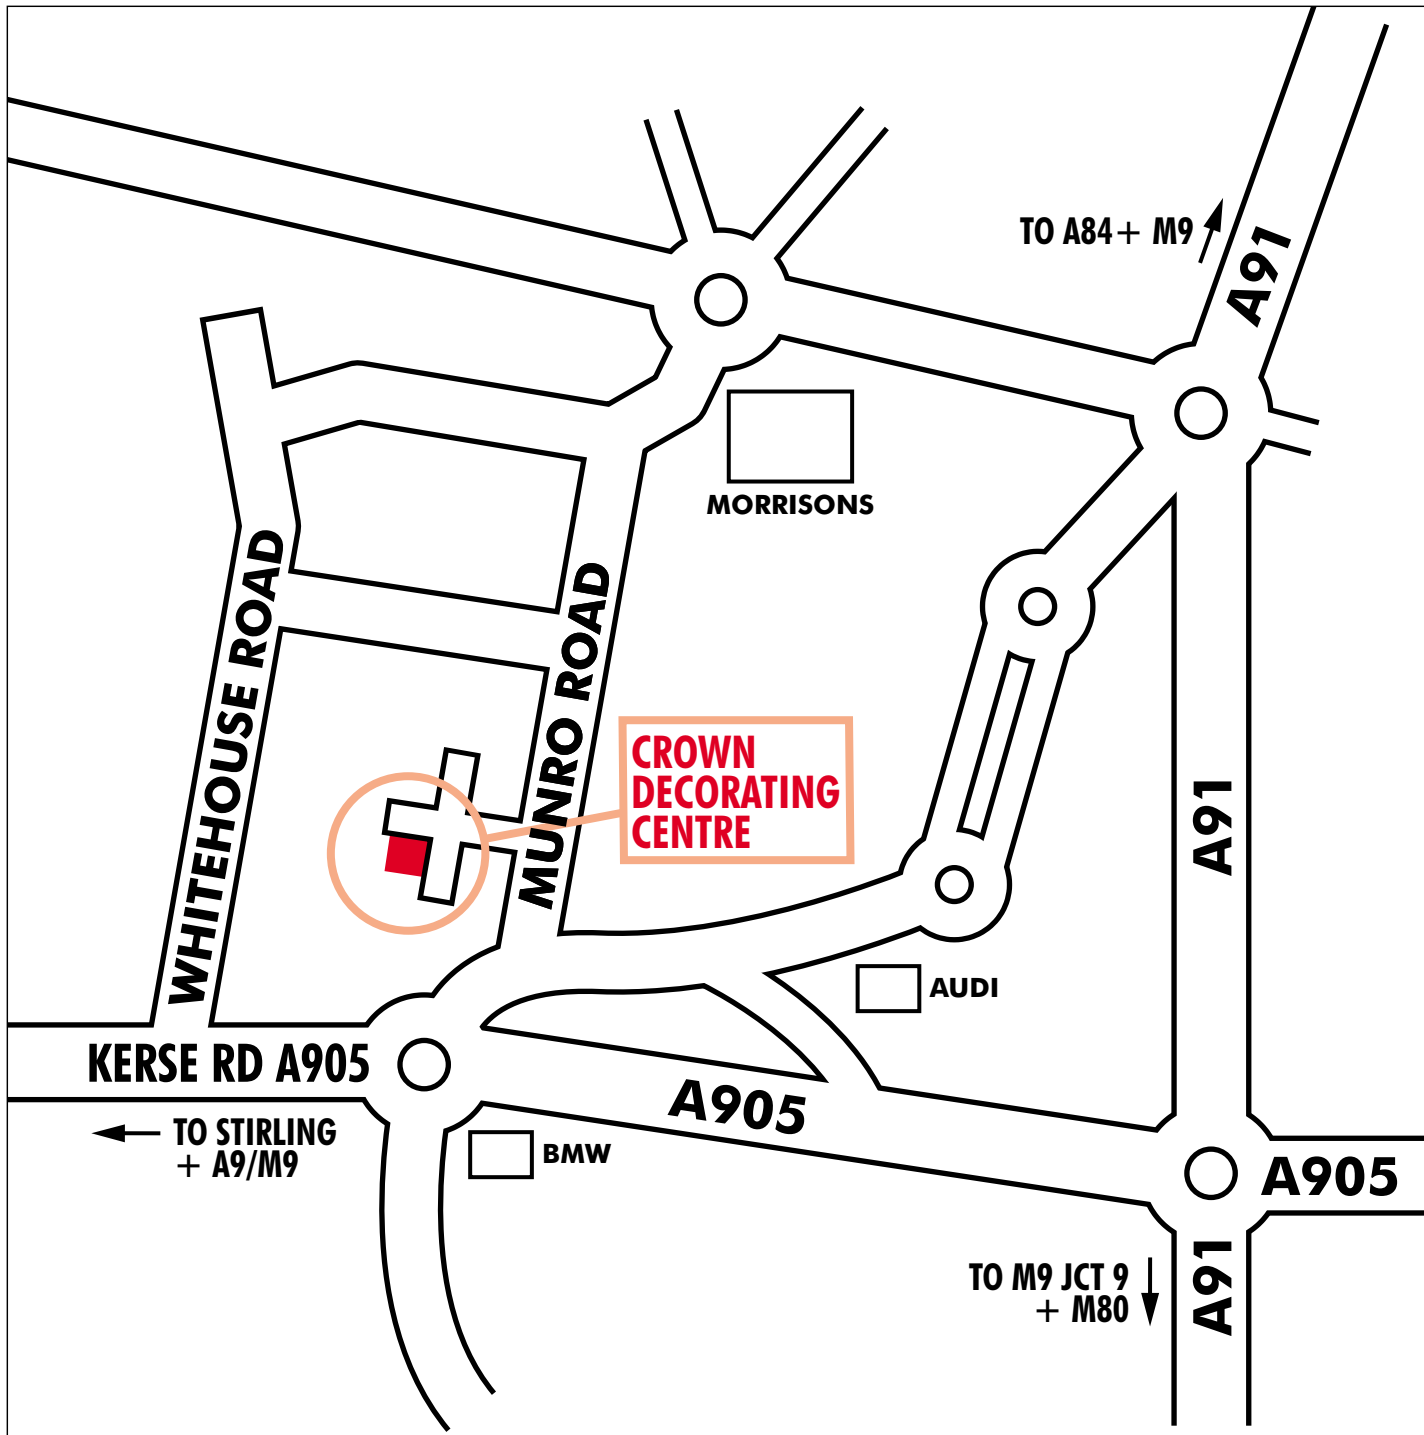 TO A84+ M9
A91
MORRISONS
WHITEHOUSE ROAD
MUNRO ROAD
CROWN
DECORATING
CENTRE
A91
AUDI
KERSE RD A905
A905
TO STIRLING
+ A9/M9
BMW
A905
TO M9 JCT 9
+ M80
A91